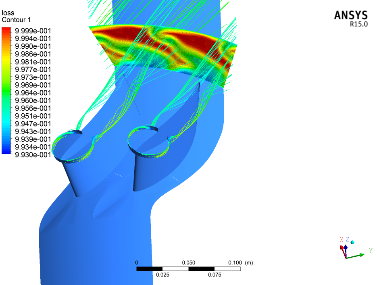 loss
Contour 1
9.999e-001
9.994e-001
9.990e-001
9.986e-001
9.981e-001
9.977e-001
9.973e-001
9.969e-001
9.964e-001
9.960e-001
9.956e-001
9.951e-001
9.947e-001
9.943e-001
9.939e-001
9.934e-001
9.930e-001
ANSYS
R15.0
0 0.050 0.100 (m)
0.025 0.075
X Z
Y